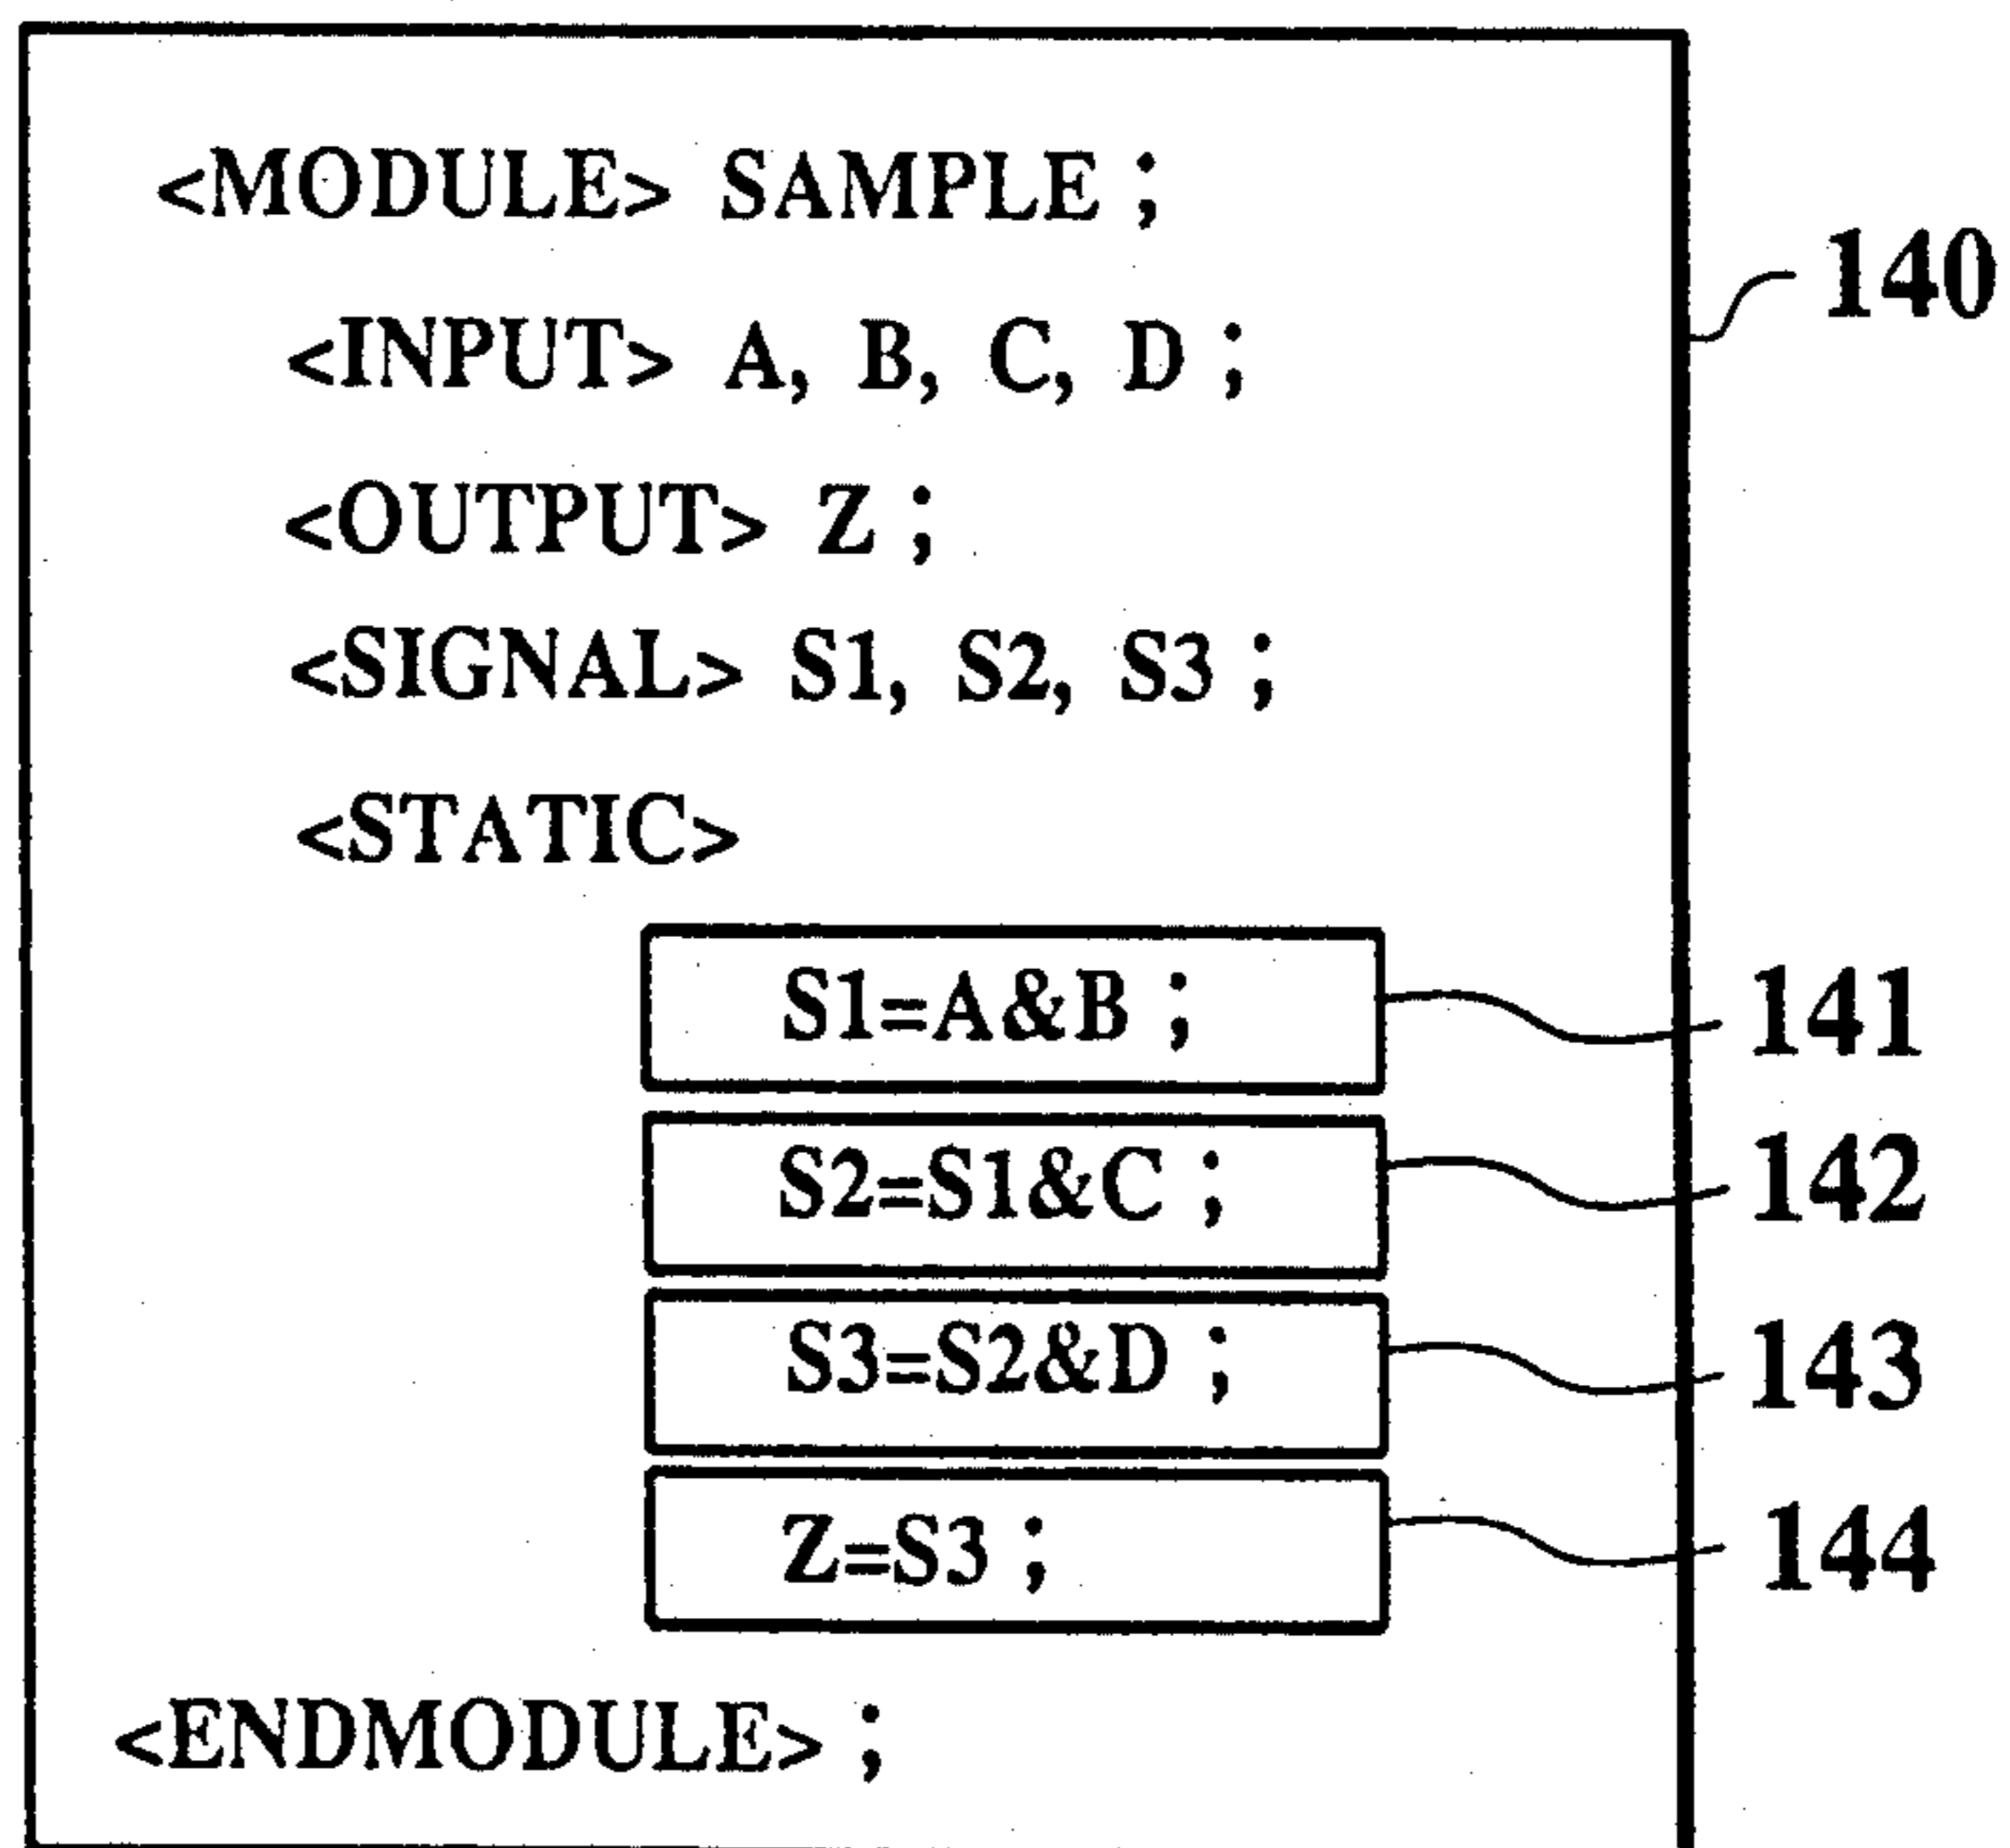 <MODULE> SAMPLE ;
<INPUT> A, B, C, D ;
140
<OUTPUT> Z ;
<SIGNAL> S1, S2, S3 ;
<STATIC>
S1=A&B ; 141
S2=S1&C ; 142
S3=S2&D ; 143
Z=S3 ; 144
<ENDMODULE> ;